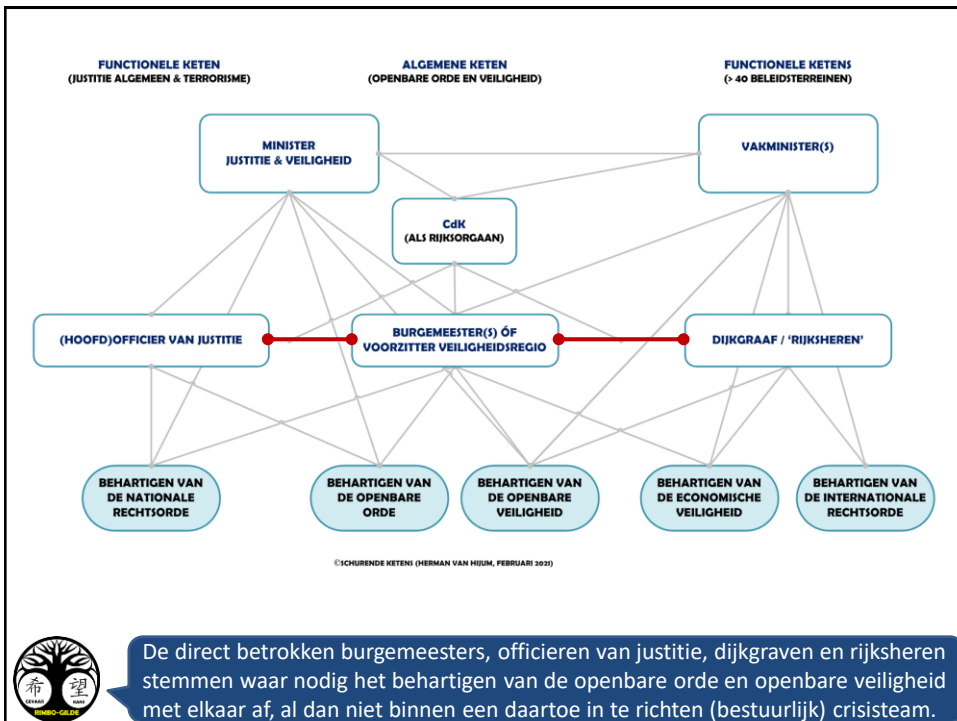 FUNCTIONELE KETEN
(JUSTITIE ALGEMEEN & TERRORISME)
ALGEMENE KETEN
(OPENBARE ORDE EN VEILIGHEID)
FUNCTIONELE KETENS
(> 40 BELEIDSTERREINEN)
MINISTER
JUSTITIE & VEILIGHEID
VAKMINISTER(S)
CdK
(ALS RIJKSORGAAN)
(HOOFD)OFFICIER VAN JUSTITIE
BURGEMEESTER(S) ÓF
VOORZITTER VEILIGHEIDSREGIO
DIJKGRAAF / 'RIJKSHEREN'
BEHARTIGEN VAN
DE NATIONALE
RECHTSORDE
BEHARTIGEN VAN
DE OPENBARE
ORDE
BEHARTIGEN VAN
DE OPENBARE
VEILIGHEID
BEHARTIGEN VAN
DE ECONOMISCHE
VEILIGHEID
BEHARTIGEN VAN
DE INTERNATIONALE
RECHTSORDE
©SCHURENDE KETENS (HERMAN VAN HIJUM, FEBRUARI 2021)
希 望
GEVAAR KANS
RIMBO-GILDE
De direct betrokken burgemeesters, officieren van justitie, dijkgraven en rijksheren
stemmen waar nodig het behartigen van de openbare orde en openbare veiligheid
met elkaar af, al dan niet binnen een daartoe in te richten (bestuurlijk) crisisteam.